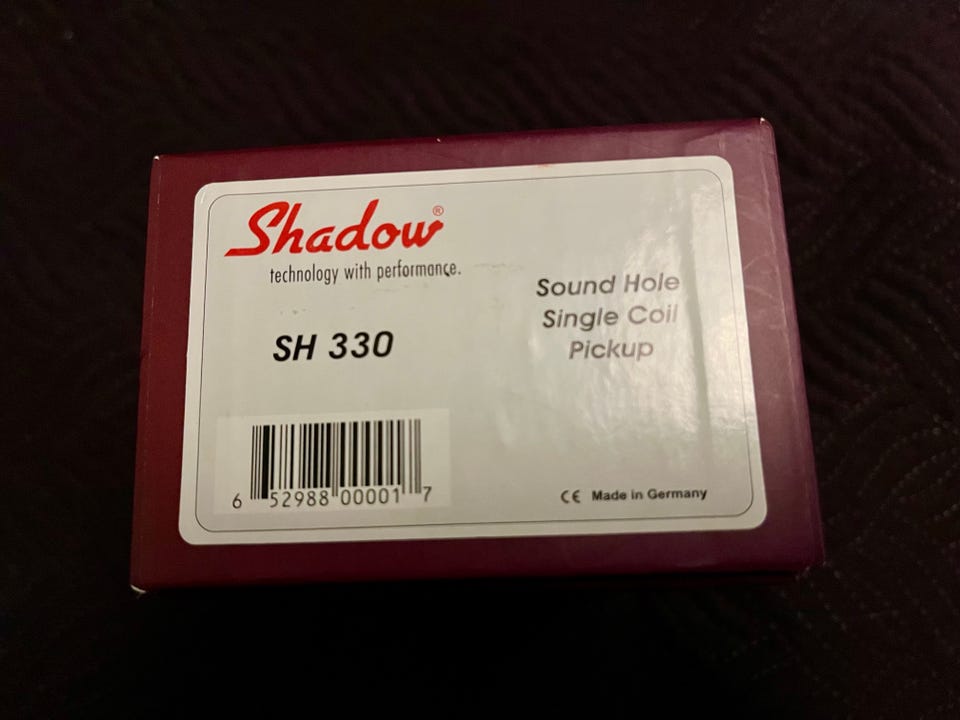 Shadow®
technology with performance.
SH 330
Sound Hole
Single Coil
Pickup
6 52988 00001 7
CE Made in Germany